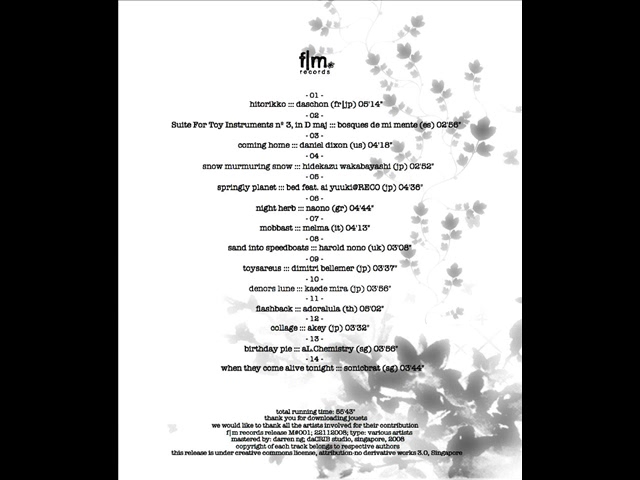 f|m
records
- 01 -
hitorikko ::: daschon (fr|jp) 05'14"
- 02 -
Suite For Toy Instruments n° 3, in D maj ::: bosques de mi mente (es) 02'56"
- 03 -
coming home ::: daniel dixon (us) 04'18"
- 04 -
snow murmuring snow ::: hidekazu wakabayashi (jp) 02'52"
- 05 -
springly planet ::: bed feat. ai yuuki@RECO (jp) 04'36"
- 06 -
night herb ::: naono (gr) 04'44"
- 07 -
mobbast ::: melma (it) 04'13"
- 08 -
sand into speedboats ::: harold nono (uk) 03'08"
- 09 -
toysareus ::: dimitri bellemer (jp) 03'37"
- 10 -
denors lune ::: kaede mira (jp) 03'56"
- 11 -
flashback ::: adoralula (th) 05'02"
- 12 -
collage ::: akey (jp) 03'32"
- 13 -
birthday pie ::: aL.Chemistry (sg) 03'56"
- 14 -
when they come alive tonight ::: sonicbrat (sg) 03'44"
total running time: 55'43"
thank you for downloading jouets
we would like to thank all the artists involved for their contribution
f|m records release M#001; 22112008; type: various artists
mastered by: darren ng; daCRIB studio, singapore, 2008
copyright of each track belongs to respective authors
this release is under creative commons license, attribution-no derivative works 3.0, Singapore